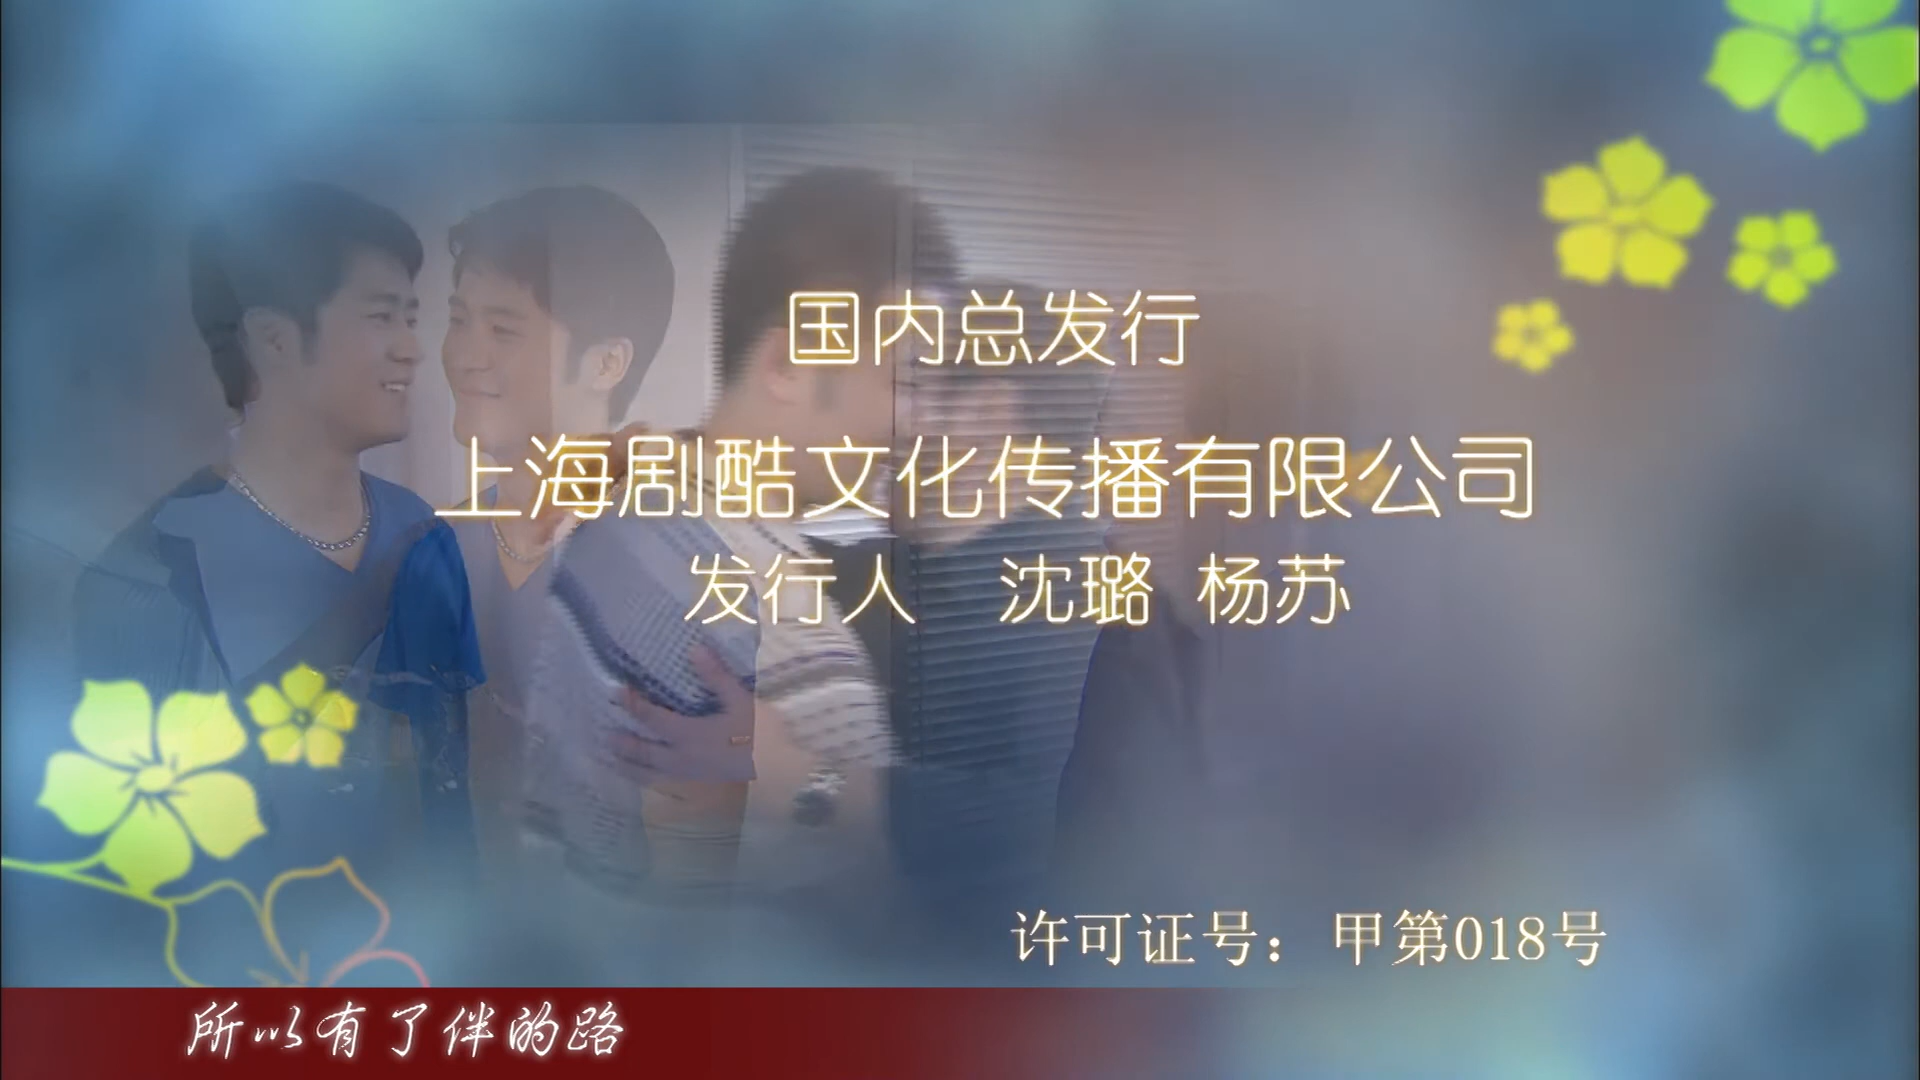 国内总发行
上海剧酷文化传播有限公司
发行人 沈璐 杨苏
许可证号：甲第018号
所以有了伴的路